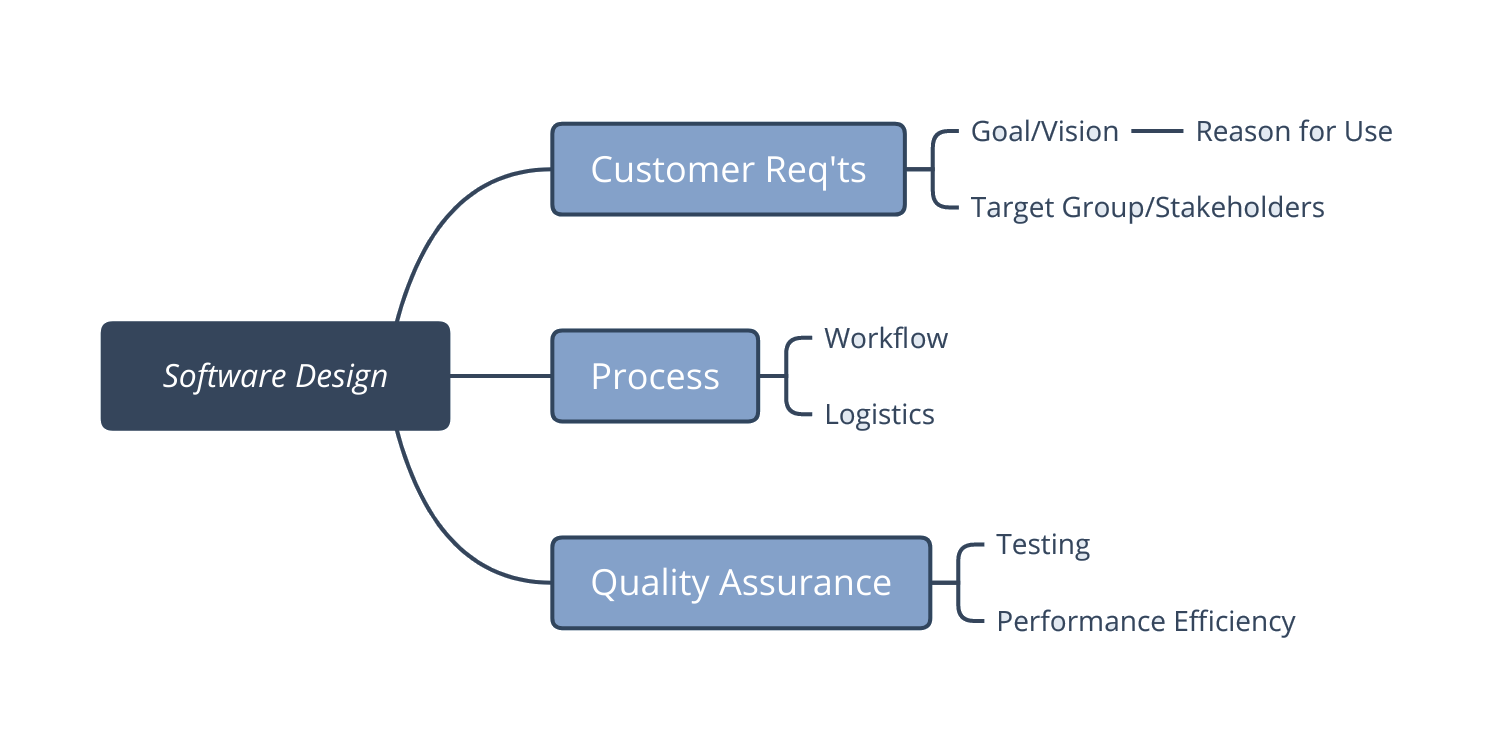 Software Design
Customer Req'ts
Goal/Vision
Reason for Use
Target Group/Stakeholders
Process
Workflow
Logistics
Quality Assurance
Testing
Performance Efficiency